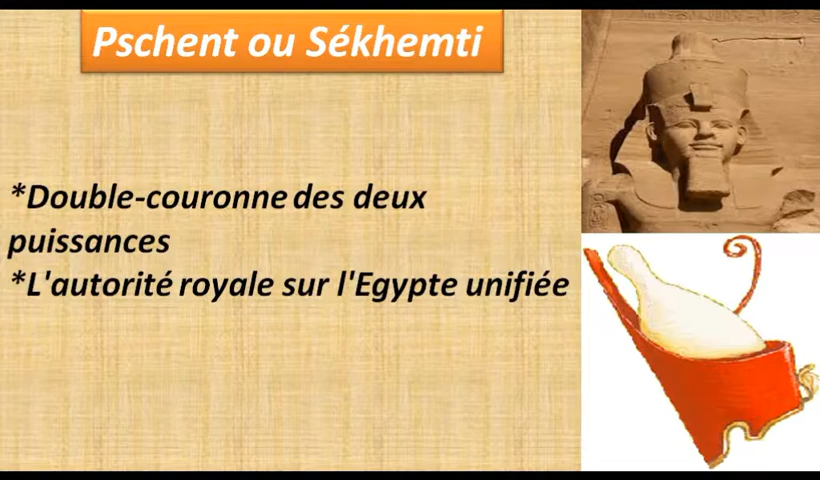 Pschent ou Sékhemti
*Double-couronne des deux
puissances
*L'autorité royale sur l'Egypte unifiée